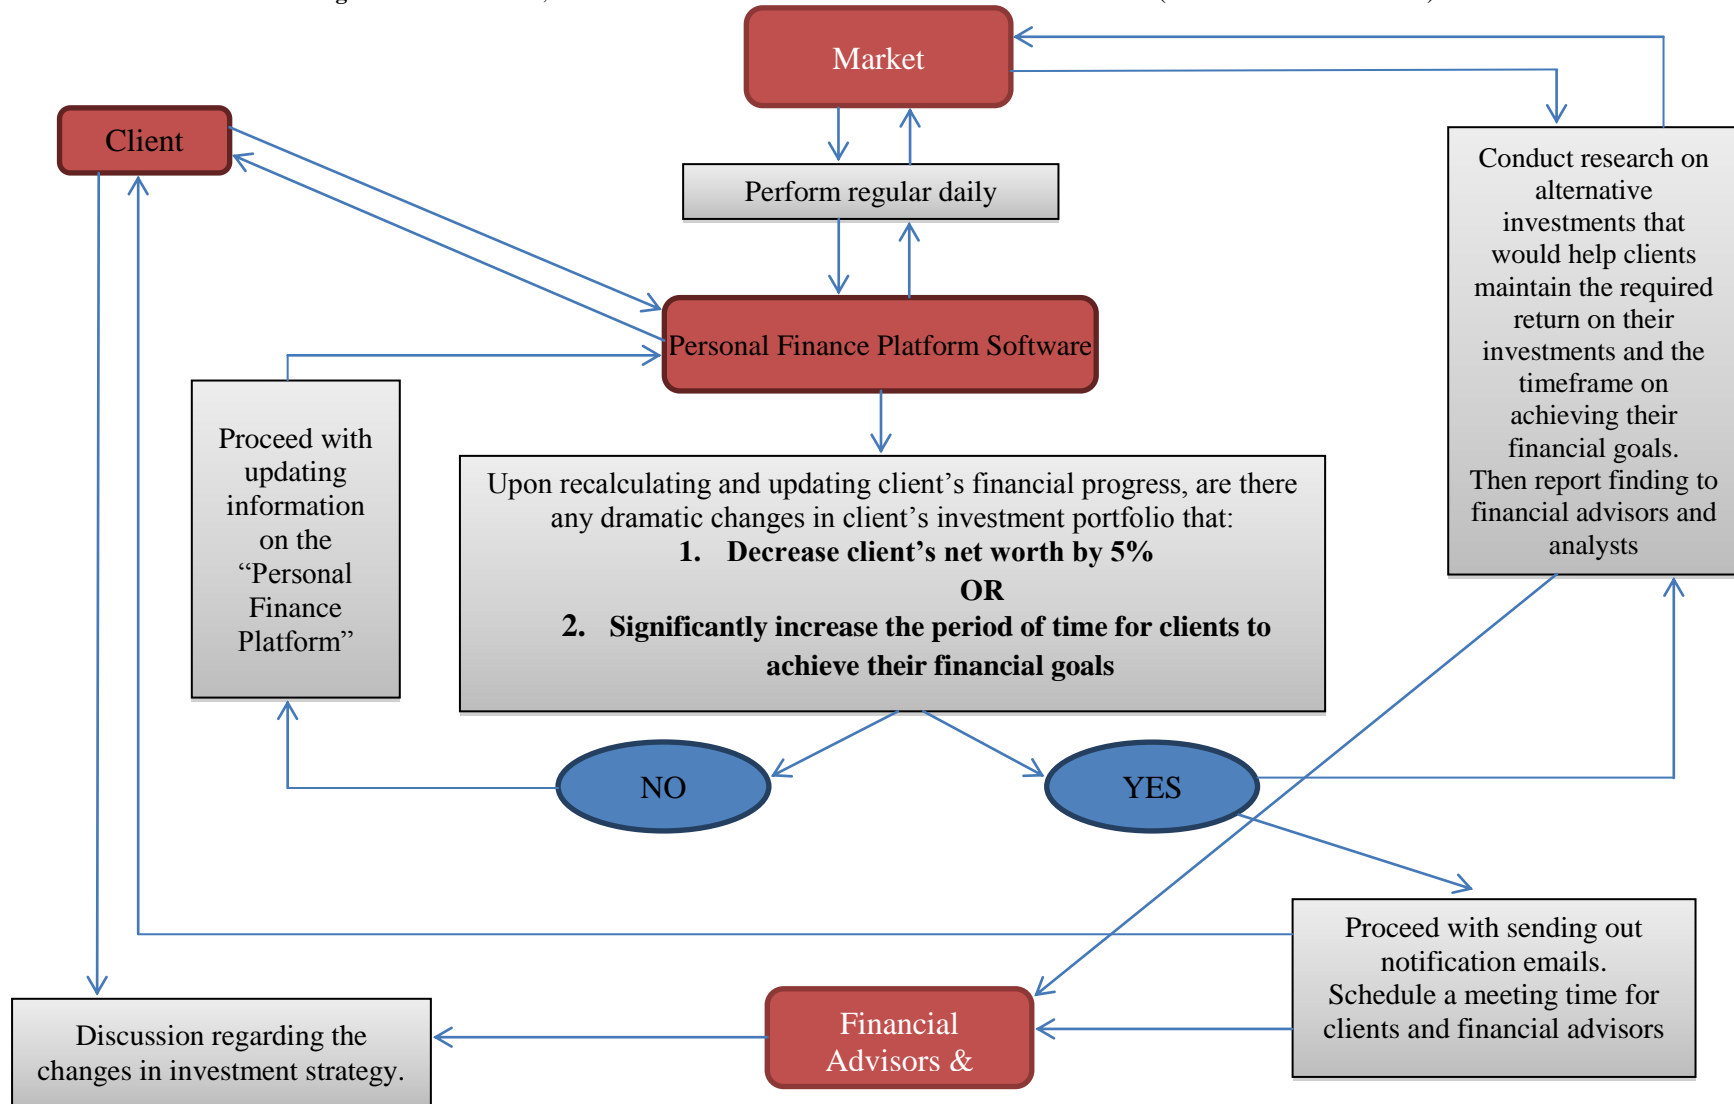 Market
Client
Perform regular daily
Conduct research on
alternative
investments that
would help clients
maintain the required
return on their
investments and the
timeframe on
achieving their
financial goals.
Then report finding to
financial advisors and
analysts
Personal Finance Platform Software
Proceed with
updating
information
on the
“Personal
Finance
Platform”
Upon recalculating and updating client’s financial progress, are there
any dramatic changes in client’s investment portfolio that:
1. Decrease client’s net worth by 5%
OR
2. Significantly increase the period of time for clients to
achieve their financial goals
NO
YES
Proceed with sending out
notification emails.
Schedule a meeting time for
clients and financial advisors
Financial
Advisors &
Discussion regarding the
changes in investment strategy.